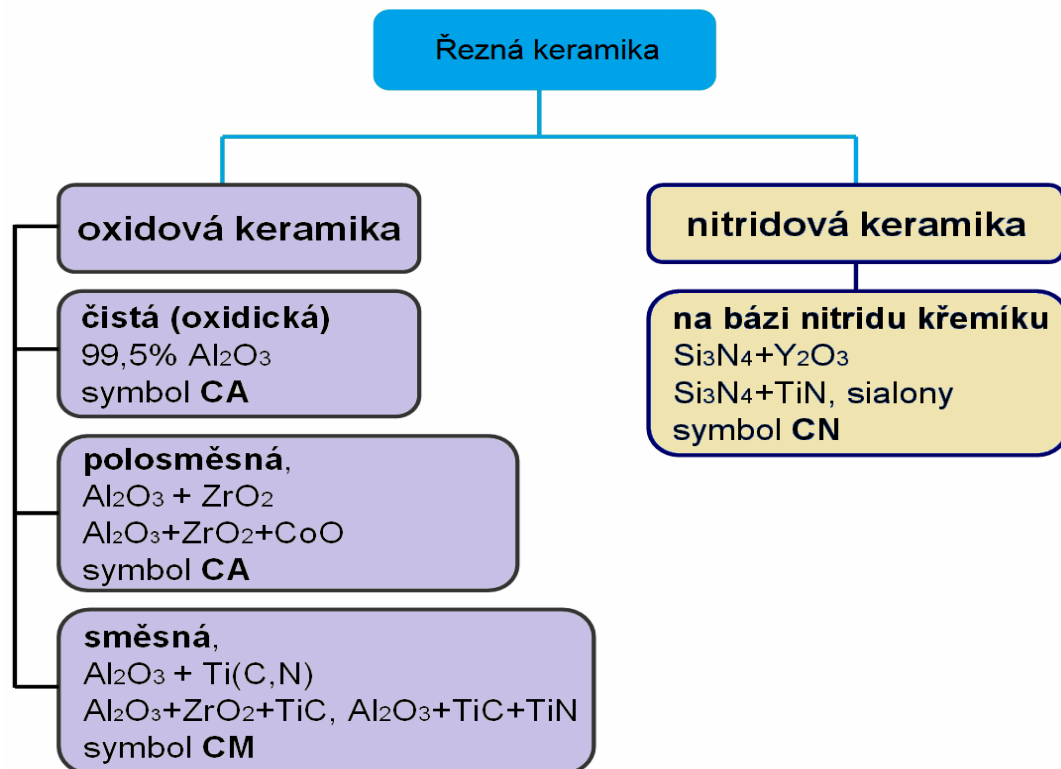 Řezná keramika
oxidová keramika
čistá (oxidická)
99,5% Al₂O₃
symbol CA
polosměsná,
Al₂O₃ + ZrO₂
Al₂O₃+ZrO₂+CoO
symbol CA
směsná,
Al₂O₃ + Ti(C,N)
Al₂O₃+ZrO₂+TiC, Al₂O₃+TiC+TiN
symbol CM
nitridová keramika
na bázi nitridu křemíku
Si₃N₄+Y₂O₃
Si₃N₄+TiN, sialony
symbol CN